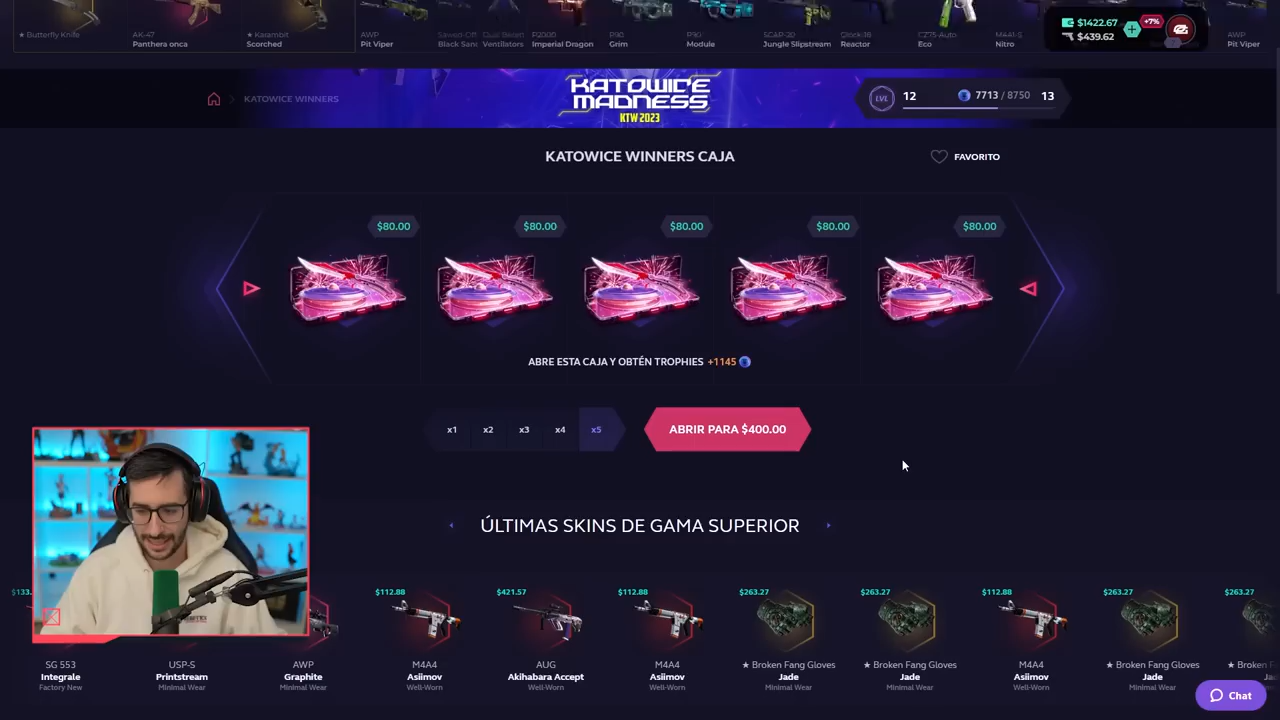 ★ Butterfly Knife
AK-47
Panthera onca
★ Karambit
Scorched
AWP
Pit Viper
Sawed-Off
Black Sand
Dual Berettas
Ventilators
P2000
Imperial Dragon
P90
Grim
P90
Module
SCAR-20
Jungle Slipstream
Glock-18
Reactor
CZ75-Auto
Eco
M4A1-S
Nitro
AWP
Pit Viper
$1422.67
$439.62
+7%
KATOWICE WINNERS
KATOWICE
MADNESS
KTW 2023
LVL
12
7713 / 8750
13
KATOWICE WINNERS CAJA
FAVORITO
$80.00
$80.00
$80.00
$80.00
$80.00
ABRE ESTA CAJA Y OBTÉN TROPHIES +1145
x1
x2
x3
x4
x5
ABRIR PARA $400.00
ÚLTIMAS SKINS DE GAMA SUPERIOR
$133.
$112.88
$421.57
$112.88
$263.27
$263.27
$112.88
$263.27
$263.27
SG 553
Integrale
Factory New
USP-S
Printstream
Minimal Wear
AWP
Graphite
Minimal Wear
M4A4
Asiimov
Well-Worn
AUG
Akihabara Accept
Well-Worn
M4A4
Asiimov
Well-Worn
★ Broken Fang Gloves
Jade
Minimal Wear
★ Broken Fang Gloves
Jade
Minimal Wear
M4A4
Asiimov
Well-Worn
★ Broken Fang Gloves
Jade
Minimal Wear
★ Broken
Chat